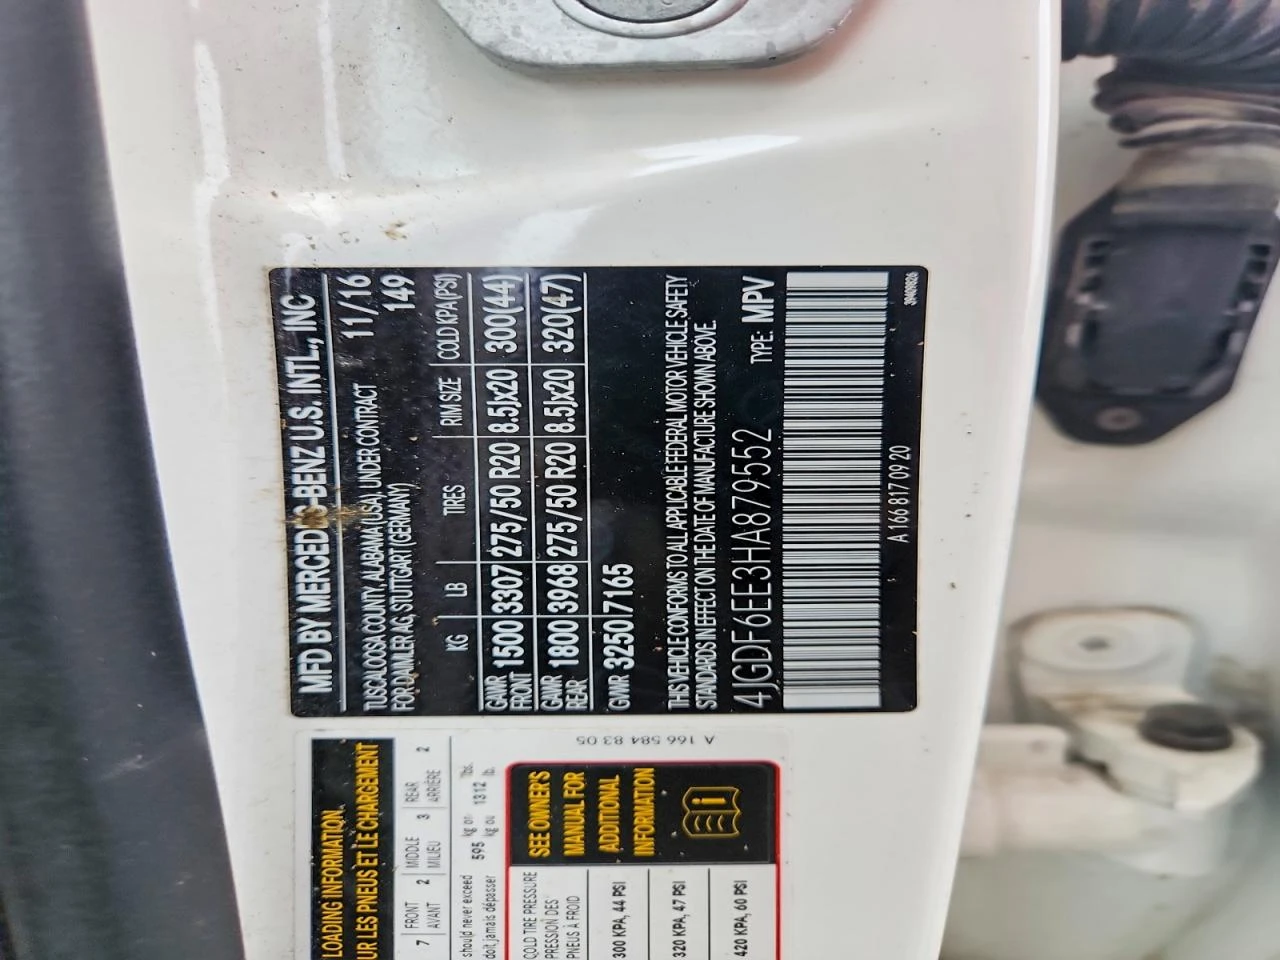 MFD BY MERCEDES-BENZ U.S. INTL., INC
TUSCALOOSA COUNTY, ALABAMA (USA), UNDER CONTRACT 11/16
FOR DAIMLER AG, STUTTGART (GERMANY) 149
KG LB TIRES RIM SIZE COLD KPA (PSI)
GAWR FRONT 1500 3307 275/50 R20 8.5Jx20 300(44)
GAWR REAR 1800 3968 275/50 R20 8.5Jx20 320(47)
GVWR 3250 7165
THIS VEHICLE CONFORMS TO ALL APPLICABLE FEDERAL MOTOR VEHICLE SAFETY
STANDARDS IN EFFECT ON THE DATE OF MANUFACTURE SHOWN ABOVE.
4JGDF6EE3HA879552 TYPE: MPV
A 166 817 09 20
A 166 584 83 05
LOADING INFORMATION
UR LES PNEUS ET LE CHARGEMENT
7 FRONT 2 MIDDLE 3 REAR 2
AVANT MILIEU ARRIÈRE
should never exceed 595 kg or 1312 lbs.
doit jamais dépasser kg ou lb.
COLD TIRE PRESSURE
PRESSION DES
PNEUS À FROID
300 KPA, 44 PSI
320 KPA, 47 PSI
420 KPA, 60 PSI
SEE OWNER'S
MANUAL FOR
ADDITIONAL
INFORMATION